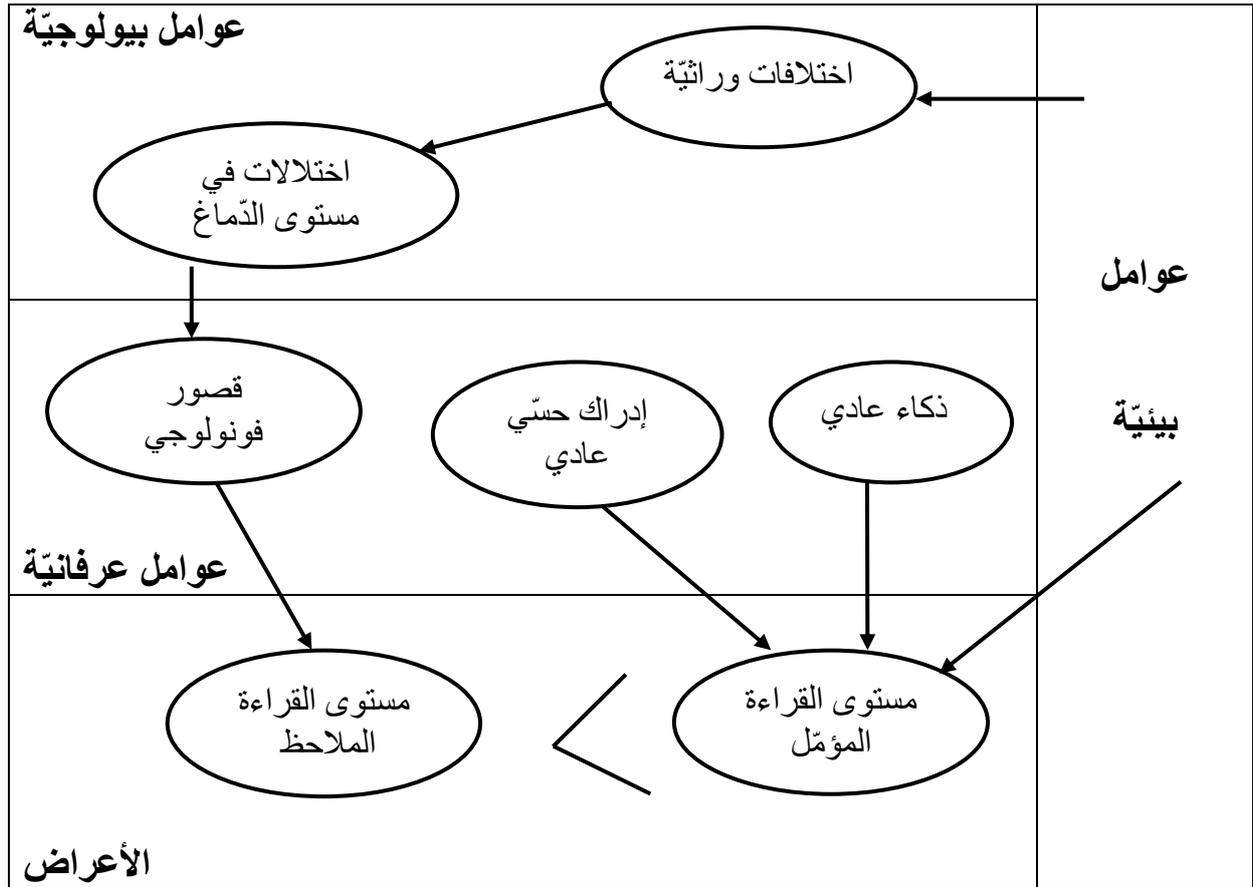 عوامل بيولوجيّة
اختلافات وراثيّة
اختلالات في
مستوى الدّماغ
عوامل
بيئيّة
ذكاء عادي
إدراك حسّي
عادي
قصور
فونولوجي
عوامل عرفانيّة
مستوى القراءة
المؤمّل
مستوى القراءة
الملاحظ
الأعراض